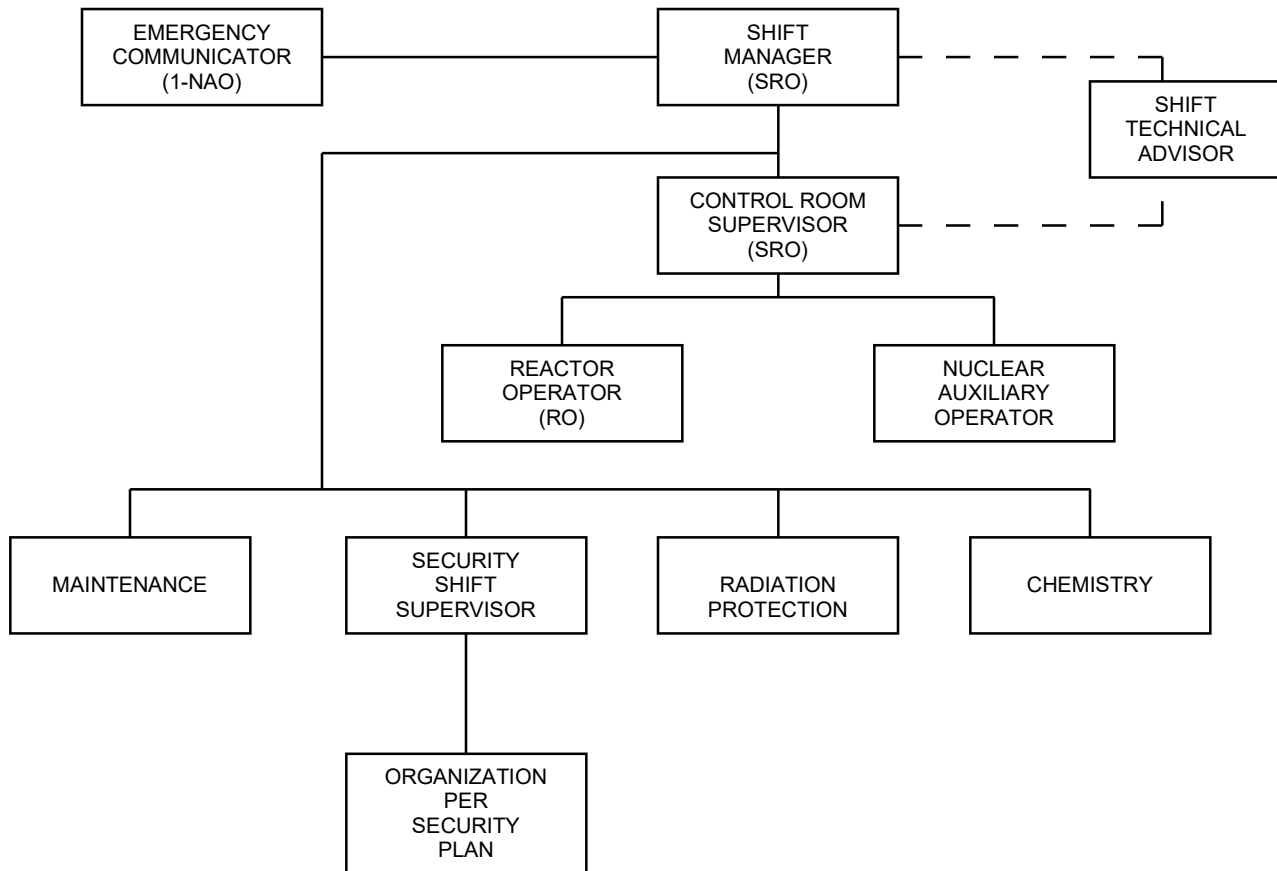 EMERGENCY
COMMUNICATOR
(1-NAO)
SHIFT
MANAGER
(SRO)
SHIFT
TECHNICAL
ADVISOR
CONTROL ROOM
SUPERVISOR
(SRO)
REACTOR
OPERATOR
(RO)
NUCLEAR
AUXILIARY
OPERATOR
MAINTENANCE
SECURITY
SHIFT
SUPERVISOR
RADIATION
PROTECTION
CHEMISTRY
ORGANIZATION
PER
SECURITY
PLAN